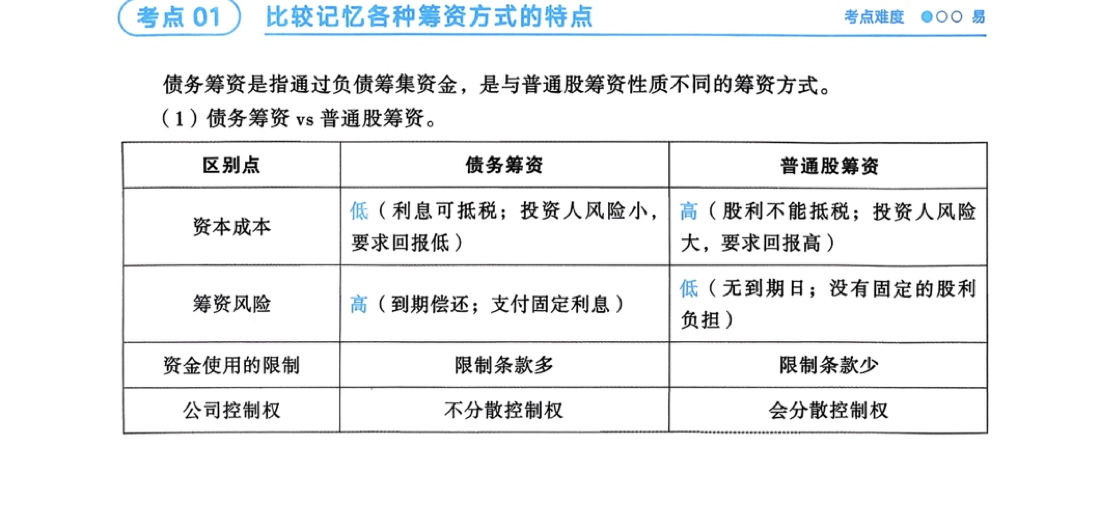 考点 01 比较记忆各种筹资方式的特点 考点难度 易
债务筹资是指通过负债筹集资金，是与普通股筹资性质不同的筹资方式。
（1）债务筹资 vs 普通股筹资。
区别点 债务筹资 普通股筹资
资本成本
低（利息可抵税；投资人风险小，
要求回报低）
高（股利不能抵税；投资人风险
大，要求回报高）
筹资风险
高（到期偿还；支付固定利息）
低（无到期日；没有固定的股利
负担）
资金使用的限制 限制条款多 限制条款少
公司控制权 不分散控制权 会分散控制权